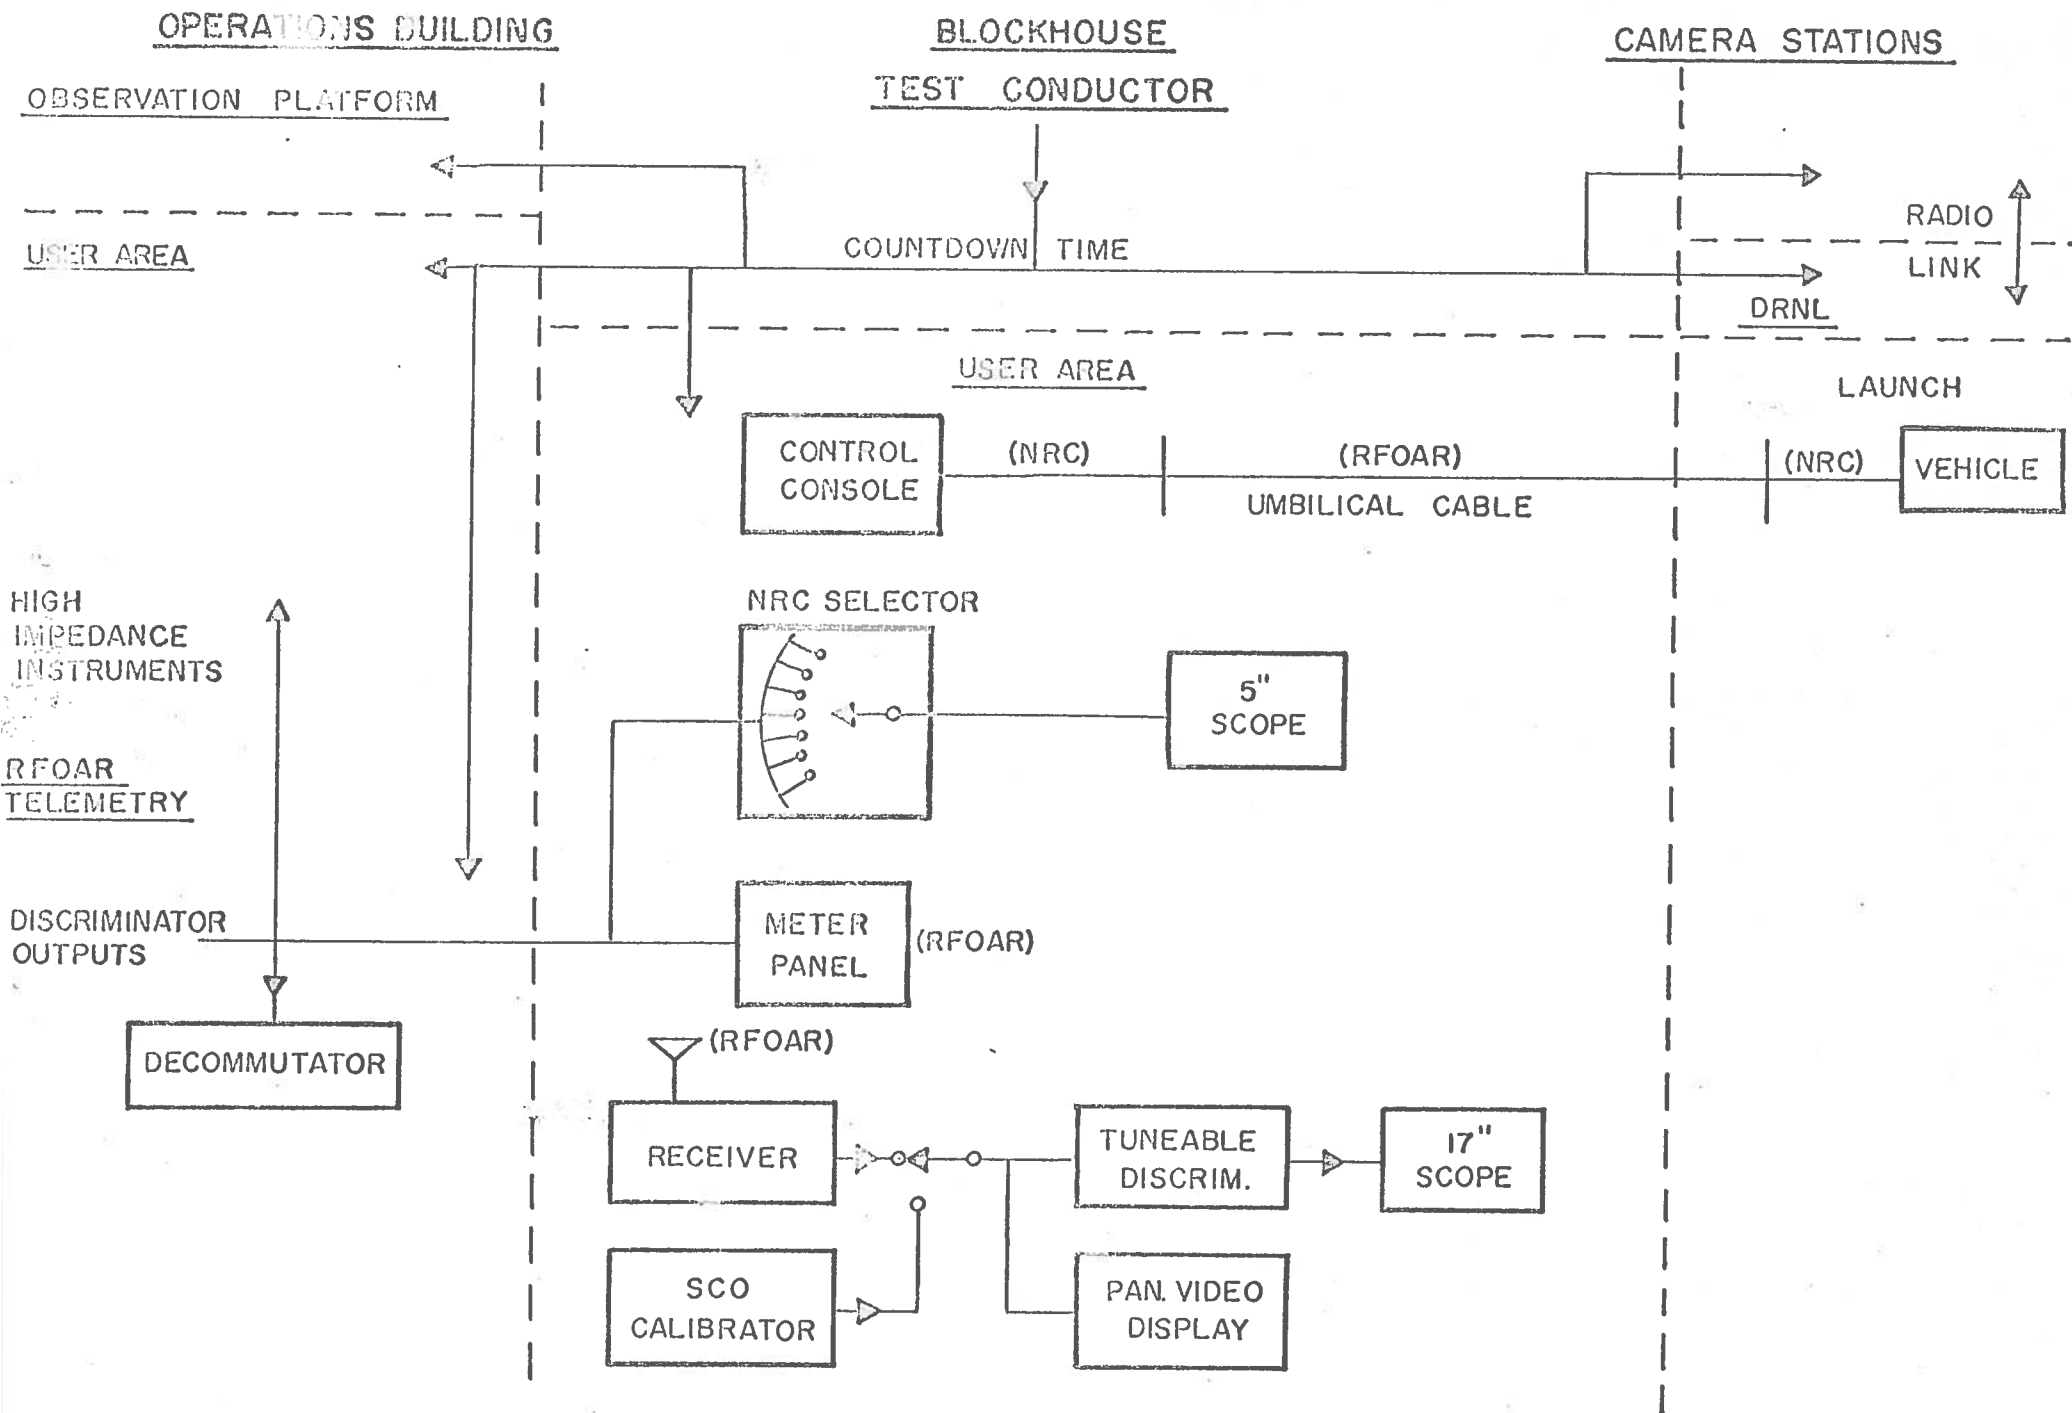 OPERATIONS BUILDING
BLOCKHOUSE
CAMERA STATIONS
OBSERVATION PLATFORM
TEST CONDUCTOR
USER AREA
COUNTDOWN TIME
RADIO
LINK
DRNL
USER AREA
LAUNCH
CONTROL
CONSOLE
(NRC)
(RFOAR)
UMBILICAL CABLE
(NRC)
VEHICLE
HIGH
IMPEDANCE
INSTRUMENTS
NRC SELECTOR
5"
SCOPE
RFOAR
TELEMETRY
DISCRIMINATOR
OUTPUTS
METER
PANEL
(RFOAR)
DECOMMUTATOR
(RFOAR)
RECEIVER
TUNEABLE
DISCRIM.
17"
SCOPE
SCO
CALIBRATOR
PAN. VIDEO
DISPLAY